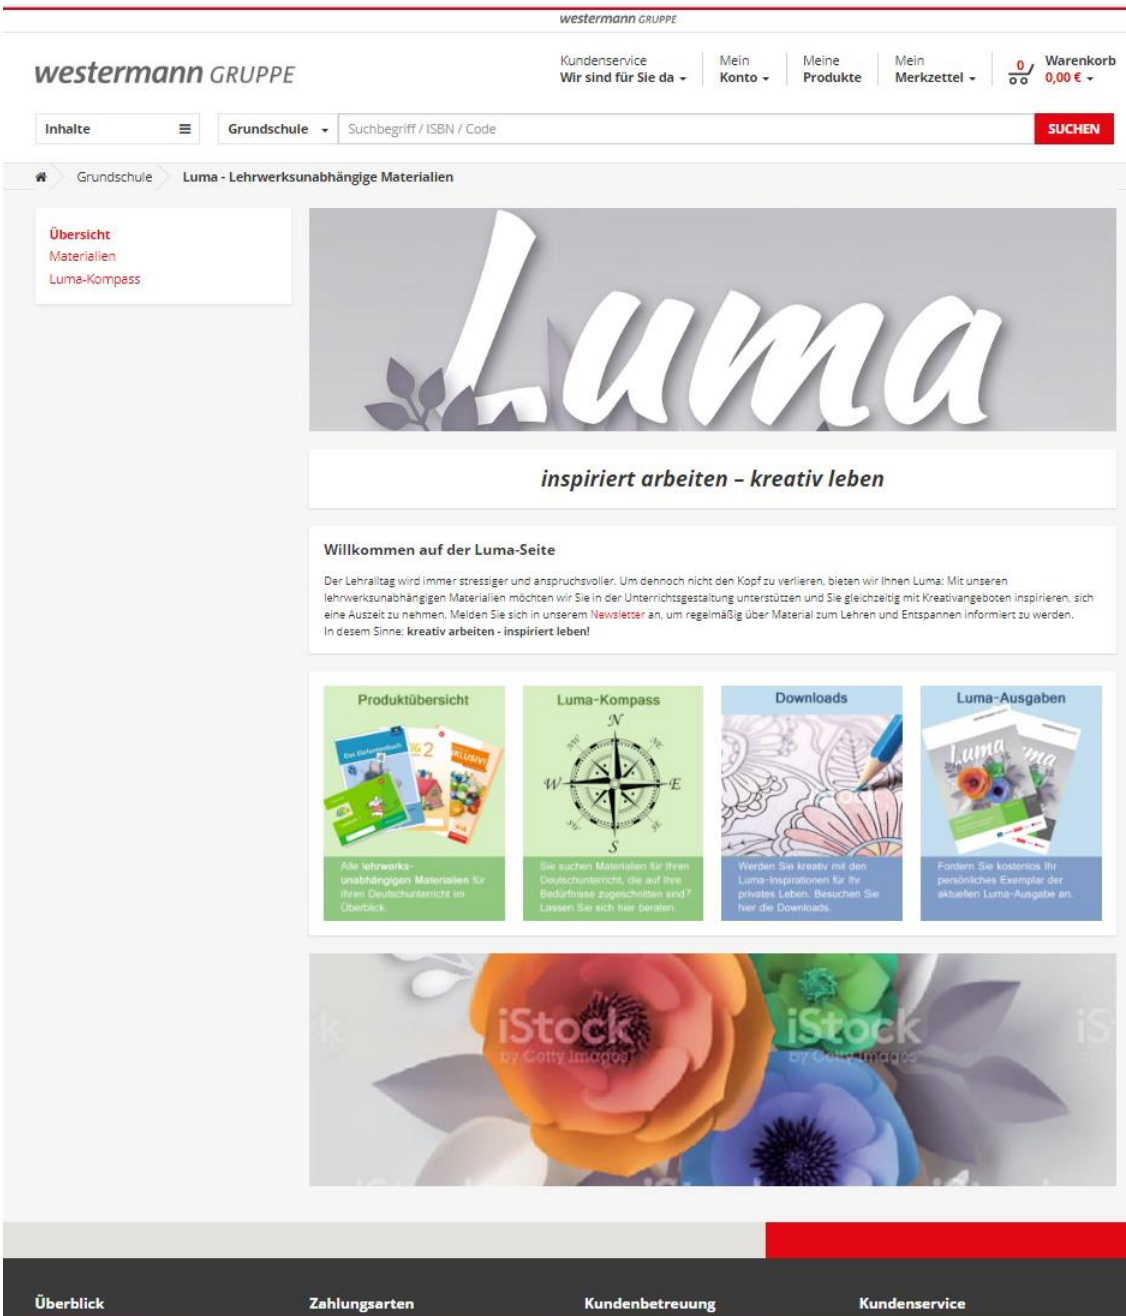 westermann GRUPPE
westermann GRUPPE
Kundenservice
Wir sind für Sie da
Mein
Konto
Meine
Produkte
Mein
Merkzettel
0
Warenkorb
0,00 €
Inhalte
Grundschule
Suchbegriff / ISBN / Code
SUCHEN
Grundschule
Luma - Lehrwerksunabhängige Materialien
Übersicht
Materialien
Luma-Kompass
Luma
inspiriert arbeiten – kreativ leben
Willkommen auf der Luma-Seite
Der Lehralltag wird immer stressiger und anspruchsvoller. Um dennoch nicht den Kopf zu verlieren, bieten wir Ihnen Luma: Mit unseren
lehrwerksunabhängigen Materialien möchten wir Sie in der Unterrichtsgestaltung unterstützen und Sie gleichzeitig mit Kreativangeboten inspirieren, sich
eine Auszeit zu nehmen. Melden Sie sich in unserem Newsletter an, um regelmäßig über Material zum Lehren und Entspannen informiert zu werden.
In desem Sinne: kreativ arbeiten - inspiriert leben!
Produktübersicht
Das Elefantenbuch
2
Alle lehrwerks-
unabhängigen Materialien für
Ihren Deutschunterricht im
Überblick.
Luma-Kompass
N
NW
NE
W
E
SW
SE
S
Sie suchen Materialien für Ihren
Deutschunterricht, die auf Ihre
Bedürfnisse zugeschnitten sind?
Lassen Sie sich hier beraten.
Downloads
iStock
Werden Sie kreativ mit den
Luma-Inspirationen für Ihr
privates Leben. Besuchen Sie
hier die Downloads.
Luma-Ausgaben
Luma
Fordern Sie kostenlos Ihr
persönliches Exemplar der
aktuellen Luma-Ausgabe an.
iStock
by Getty Images
iStock
by Getty Images
Überblick
Zahlungsarten
Kundenbetreuung
Kundenservice